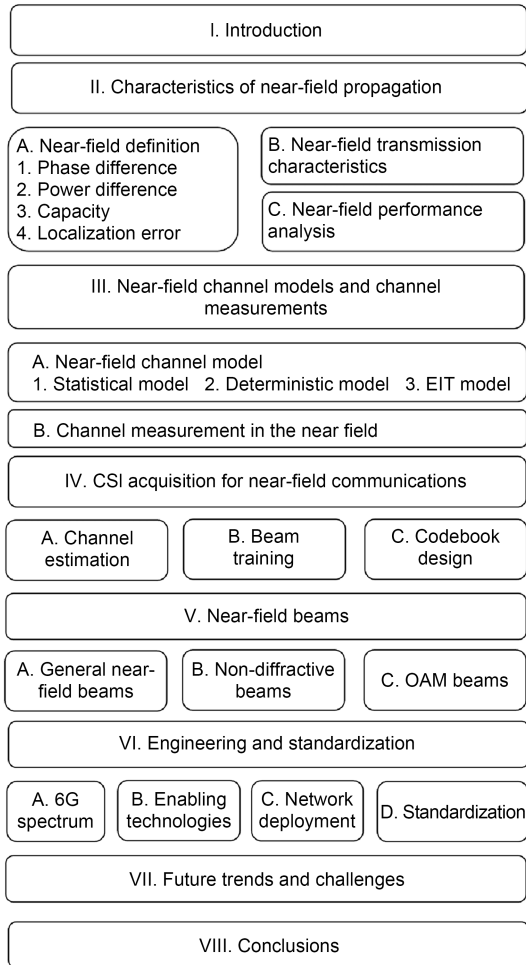 I. Introduction
II. Characteristics of near-field propagation
A. Near-field definition
1. Phase difference
2. Power difference
3. Capacity
4. Localization error
B. Near-field transmission
characteristics
C. Near-field performance
analysis
III. Near-field channel models and channel
measurements
A. Near-field channel model
1. Statistical model 2. Deterministic model 3. EIT model
B. Channel measurement in the near field
IV. CSI acquisition for near-field communications
A. Channel
estimation
B. Beam
training
C. Codebook
design
V. Near-field beams
A. General near-
field beams
B. Non-diffractive
beams
C. OAM beams
VI. Engineering and standardization
A. 6G
spectrum
B. Enabling
technologies
C. Network
deployment
D. Standardization
VII. Future trends and challenges
VIII. Conclusions